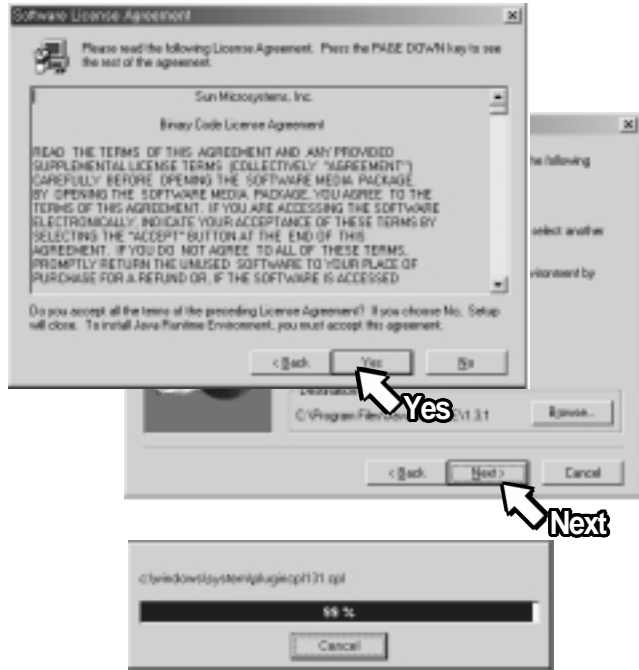 Software License Agreement
Please read the following License Agreement. Press the PAGE DOWN key to see
the rest of the agreement.
Sun Microsystems, Inc.
Binary Code License Agreement
READ THE TERMS OF THIS AGREEMENT AND ANY PROVIDED
SUPPLEMENTAL LICENSE TERMS (COLLECTIVELY "AGREEMENT")
CAREFULLY BEFORE OPENING THE SOFTWARE MEDIA PACKAGE.
BY OPENING THE SOFTWARE MEDIA PACKAGE, YOU AGREE TO THE
TERMS OF THIS AGREEMENT. IF YOU ARE ACCESSING THE SOFTWARE
ELECTRONICALLY, INDICATE YOUR ACCEPTANCE OF THESE TERMS BY
SELECTING THE "ACCEPT" BUTTON AT THE END OF THIS
AGREEMENT. IF YOU DO NOT AGREE TO ALL OF THESE TERMS,
PROMPTLY RETURN THE UNUSED SOFTWARE TO YOUR PLACE OF
PURCHASE FOR A REFUND OR, IF THE SOFTWARE IS ACCESSED
Do you accept all the terms of the preceding License Agreement? If you choose No, Setup
will close. To install Java Runtime Environment, you must accept this agreement.
< Back
Yes
No
Yes
he following
select another
vironment by
Destination
C:\Program Files\ E\1.3.1
Browse...
< Back
Next >
Cancel
Next
c:\windows\system\plugincpl131.cpl
99 %
Cancel